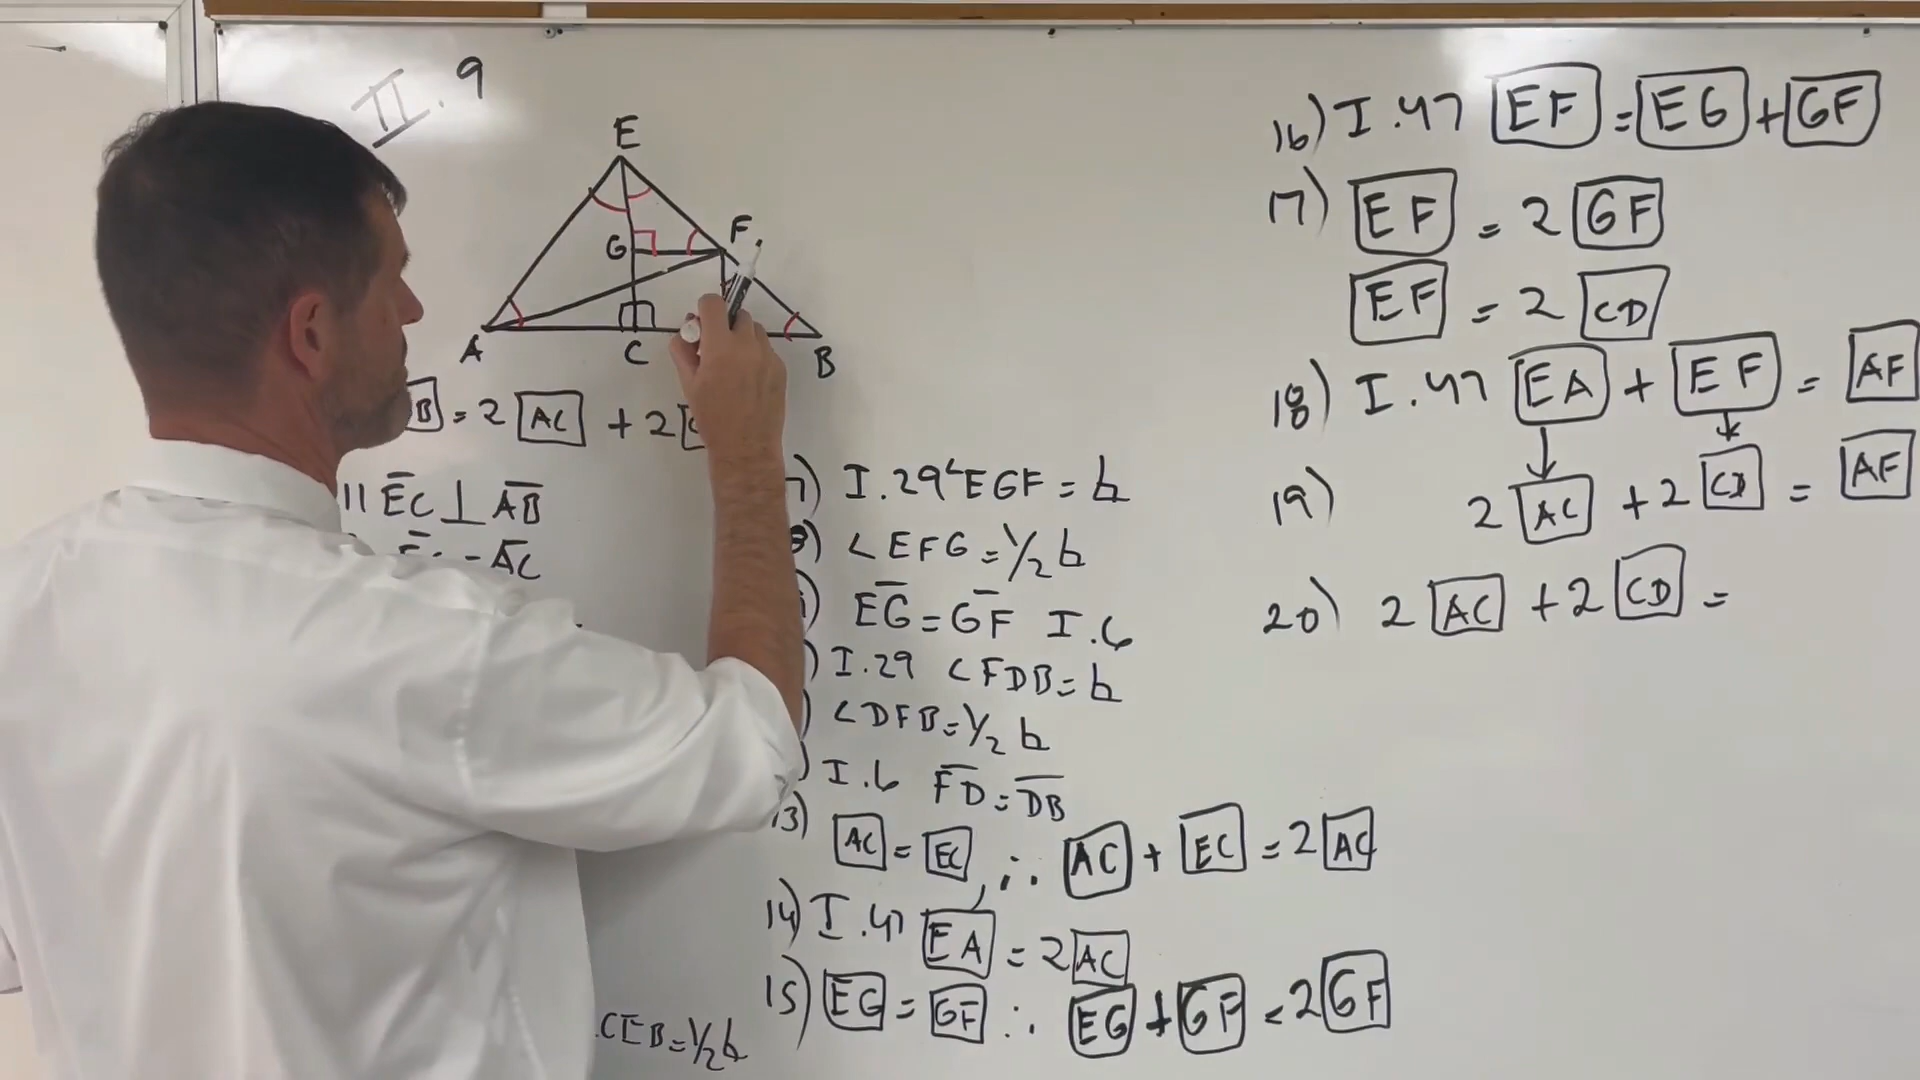 II.9
E
F
G
A
C
B
B = 2 AC + 2
11 EC ⊥ AB
= AC
CEB = 1/2 b
7) I.29 <EGF = b
8) <EFG = 1/2 b
EG = GF I.6
) I.29 <FDB = b
) <DFB = 1/2 b
) I.6 FD = DB
13) AC = EC, ∴ AC + EC = 2 AC
14) I.47 EA = 2 AC
15) EG = GF ∴ EG + GF = 2 GF
16) I.47 EF = EG + GF
17) EF = 2 GF
EF = 2 CD
18) I.47 EA + EF = AF
19) 2 AC + 2 CD = AF
20) 2 AC + 2 CD =